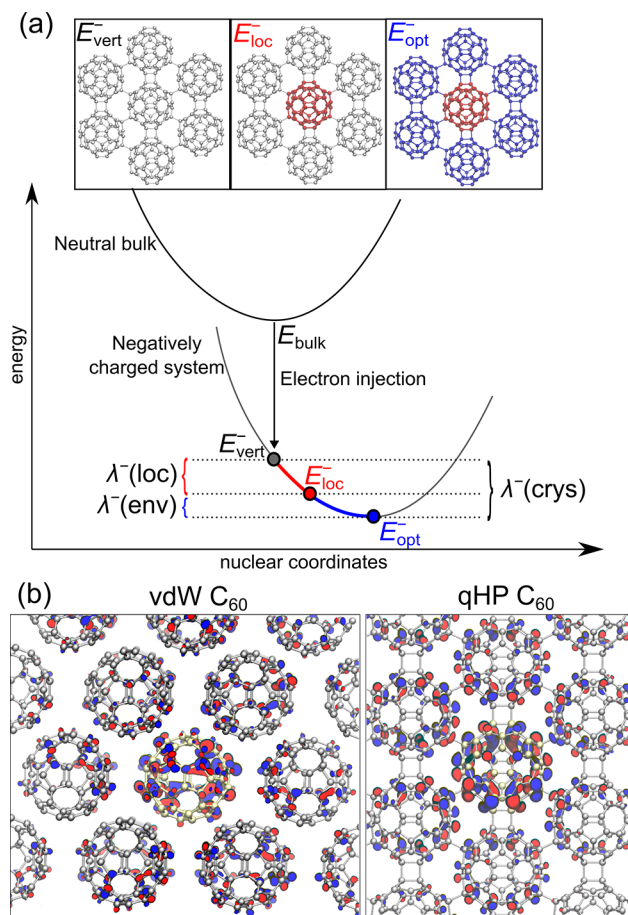 (a)
E⁻vert
E⁻loc
E⁻opt
Neutral bulk
energy
Negatively
charged system
Ebulk
Electron injection
E⁻vert
λ⁻(loc)
E⁻loc
λ⁻(crys)
λ⁻(env)
E⁻opt
nuclear coordinates
(b)
vdW C₆₀
qHP C₆₀